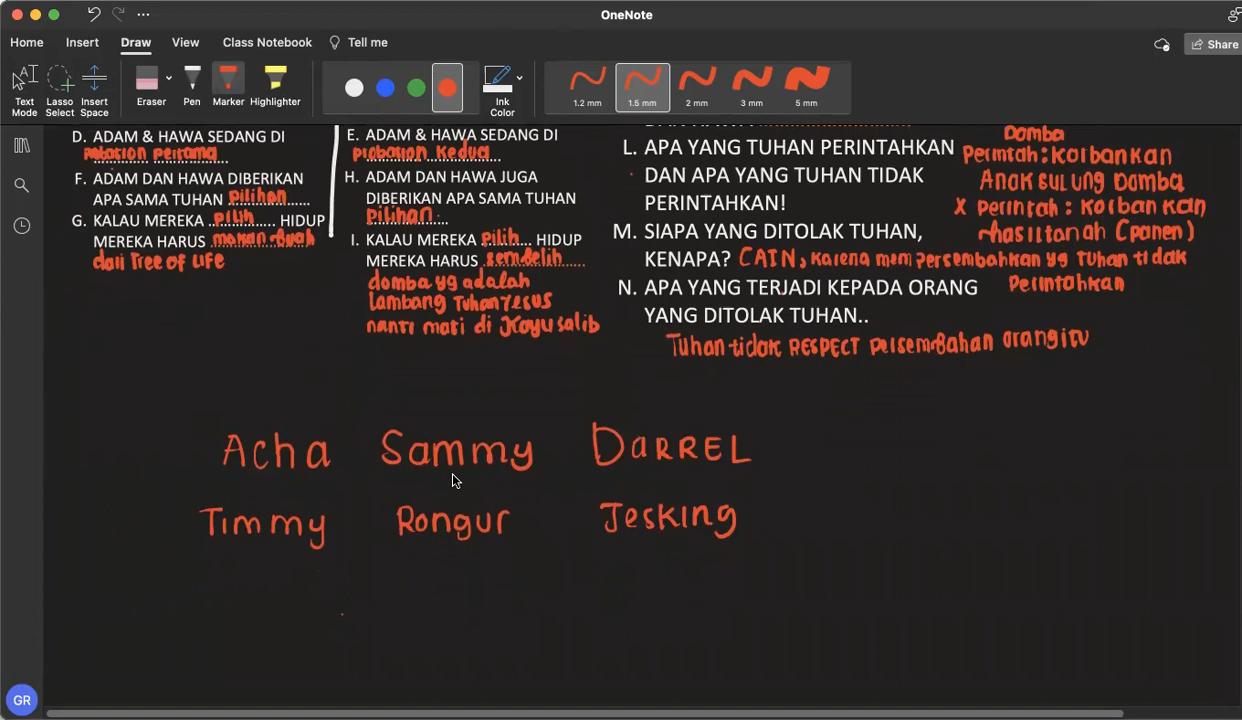 OneNote
Home Insert Draw View Class Notebook Tell me
Share
Text Mode
Lasso Select
Insert Space
Eraser
Pen
Marker
Highlighter
Ink Color
1.2 mm
1.5 mm
2 mm
3 mm
5 mm
D. ADAM & HAWA SEDANG DI
pertama
F. ADAM DAN HAWA DIBERIKAN
APA SAMA TUHAN pilihan
G. KALAU MEREKA pilih HIDUP
MEREKA HARUS makan buah
dari Tree of Life
E. ADAM & HAWA SEDANG DI
probation kedua
H. ADAM DAN HAWA JUGA
DIBERIKAN APA SAMA TUHAN
pilihan
I. KALAU MEREKA pilih HIDUP
MEREKA HARUS sembelih
domba yg adalah
lambang Tuhan Yesus
nanti mati di Kayu salib
L. APA YANG TUHAN PERINTAHKAN
DAN APA YANG TUHAN TIDAK
PERINTAHKAN!
Domba
Perintah : Korbankan
Anak sulung Domba
X Perintah : Korbankan
hasil tanah (panen)
M. SIAPA YANG DITOLAK TUHAN,
KENAPA? CAIN, karena mempersembahkan yg Tuhan tidak
Perintahkan
N. APA YANG TERJADI KEPADA ORANG
YANG DITOLAK TUHAN..
Tuhan tidak RESPECT persembahan orang itu
Acha Sammy DARREL
Timmy Rongur Jesking
GR